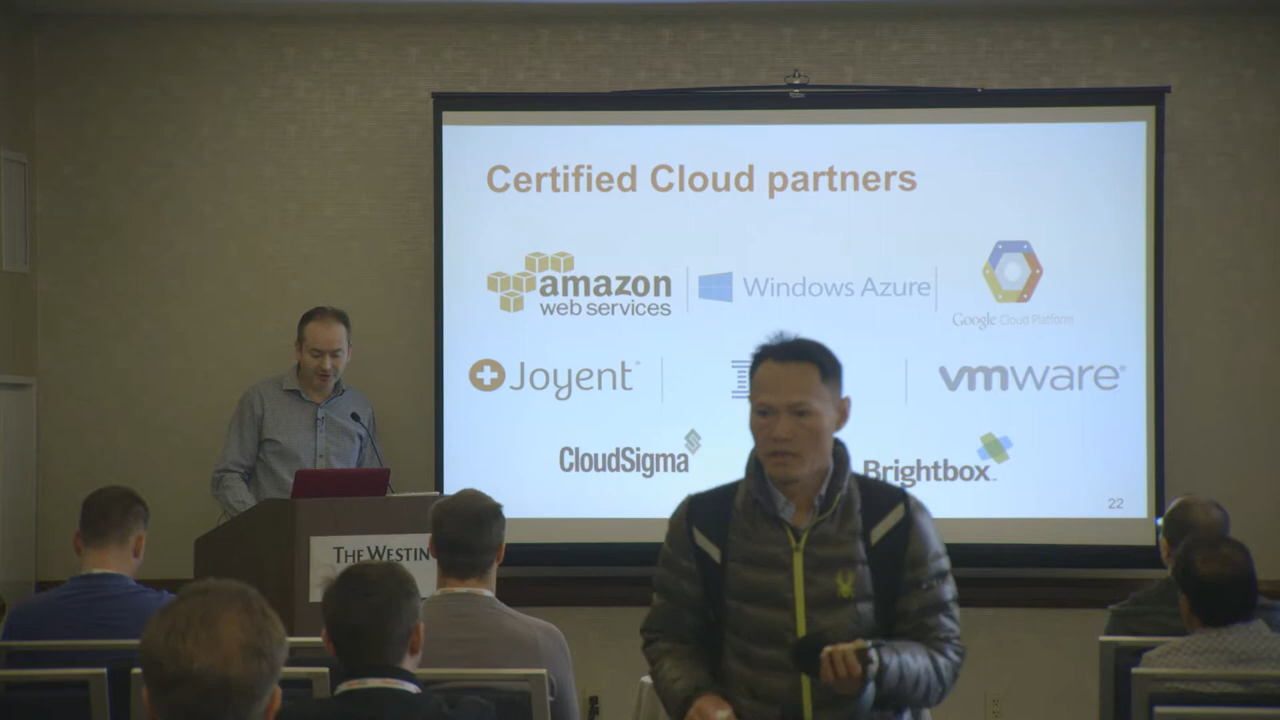 Certified Cloud partners
amazon
web services
Windows Azure
Google Cloud Platform
Joyent
vmware
CloudSigma
Brightbox
22
THE WESTIN